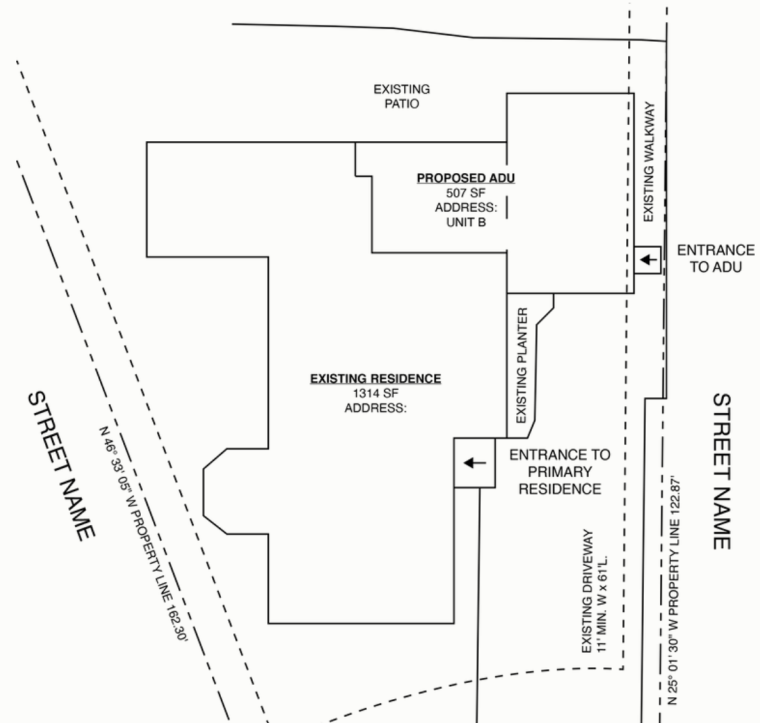 EXISTING
PATIO
EXISTING WALKWAY
PROPOSED ADU
507 SF
ADDRESS:
UNIT B
ENTRANCE
TO ADU
EXISTING PLANTER
EXISTING RESIDENCE
1314 SF
ADDRESS:
STREET NAME
N 46° 33' 05" W PROPERTY LINE 162.30'
ENTRANCE TO
PRIMARY
RESIDENCE
STREET NAME
EXISTING DRIVEWAY
11' MIN. W x 61'L.
N 25° 01' 30" W PROPERTY LINE 122.87'